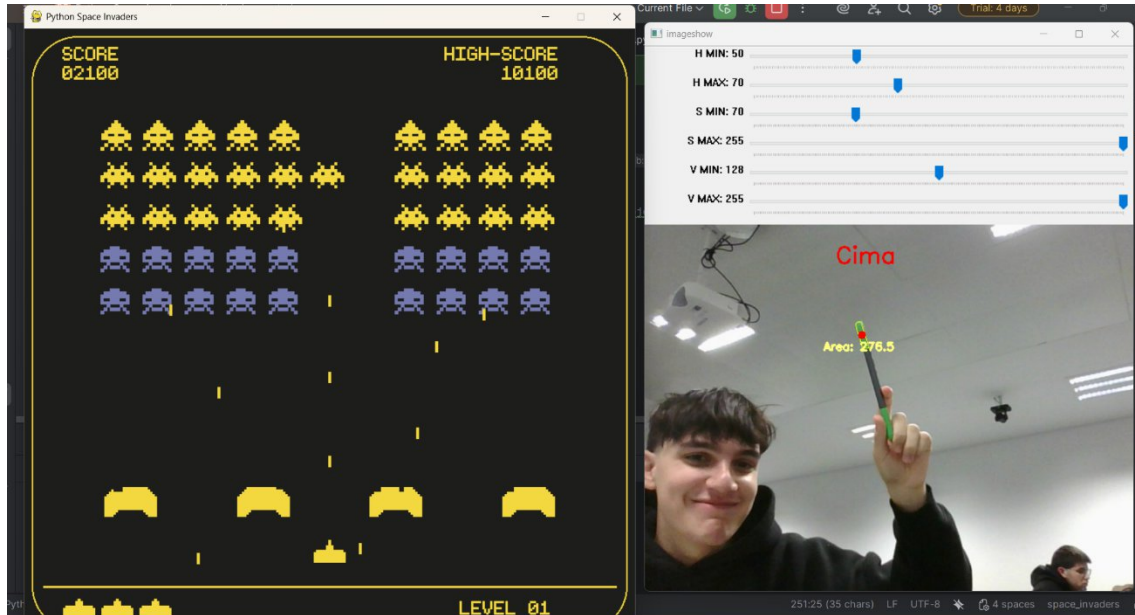 Python Space Invaders
SCORE
02100
HIGH-SCORE
10100
LEVEL 01
Current File
Trial: 4 days
imageshow
H MIN: 50
H MAX: 70
S MIN: 70
S MAX: 255
V MIN: 128
V MAX: 255
Cima
Area: 276.5
251:25 (35 chars)
LF
UTF-8
4 spaces
space_invaders